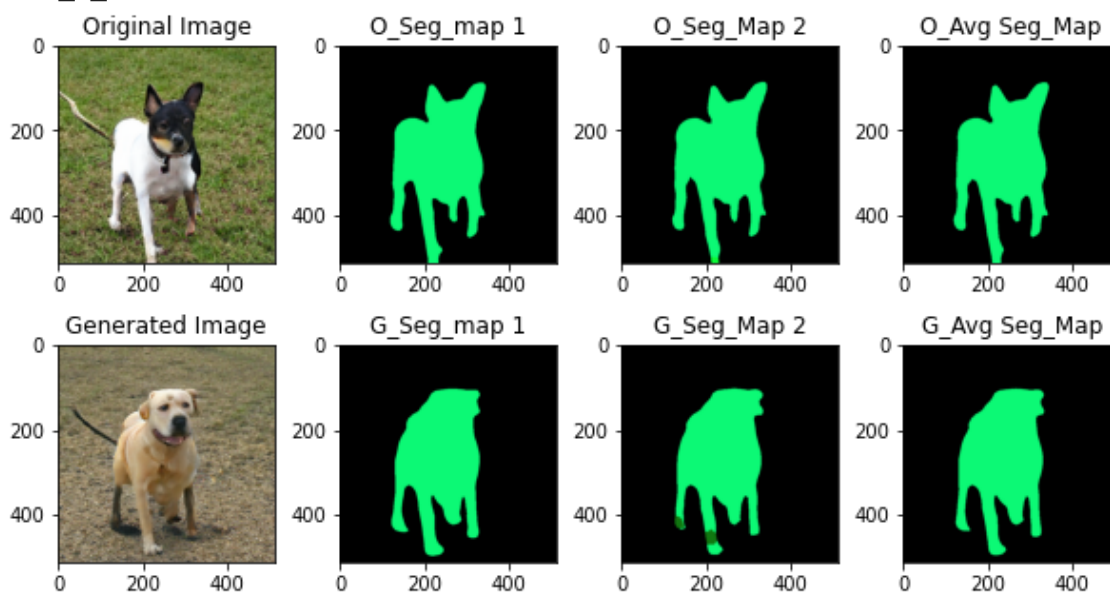 Original Image O_Seg_map 1 O_Seg_Map 2 O_Avg Seg_Map
0 0 0 0
200 200 200 200
400 400 400 400
0 200 400 0 200 400 0 200 400 0 200 400
Generated Image G_Seg_map 1 G_Seg_Map 2 G_Avg Seg_Map
0 0 0 0
200 200 200 200
400 400 400 400
0 200 400 0 200 400 0 200 400 0 200 400